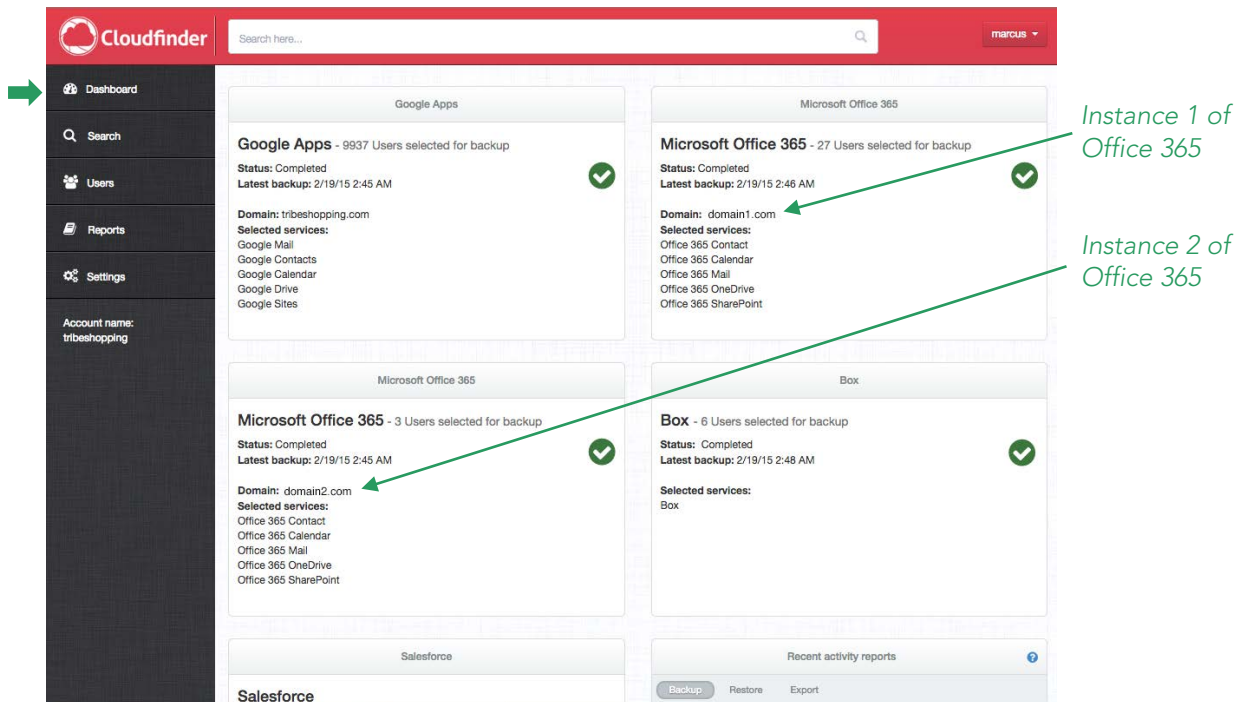 Cloudfinder
Search here...
marcus
Dashboard
Search
Users
Reports
Settings
Account name:
tribeshopping
Google Apps
Google Apps - 9937 Users selected for backup
Status: Completed
Latest backup: 2/19/15 2:45 AM
Domain: tribeshopping.com
Selected services:
Google Mail
Google Contacts
Google Calendar
Google Drive
Google Sites
Microsoft Office 365
Microsoft Office 365 - 27 Users selected for backup
Status: Completed
Latest backup: 2/19/15 2:46 AM
Domain: domain1.com
Selected services:
Office 365 Contact
Office 365 Calendar
Office 365 Mail
Office 365 OneDrive
Office 365 SharePoint
Instance 1 of
Office 365
Instance 2 of
Office 365
Microsoft Office 365
Microsoft Office 365 - 3 Users selected for backup
Status: Completed
Latest backup: 2/19/15 2:45 AM
Domain: domain2.com
Selected services:
Office 365 Contact
Office 365 Calendar
Office 365 Mail
Office 365 OneDrive
Office 365 SharePoint
Box
Box - 6 Users selected for backup
Status: Completed
Latest backup: 2/19/15 2:48 AM
Selected services:
Box
Salesforce
Salesforce
Recent activity reports
?
Backup Restore Export